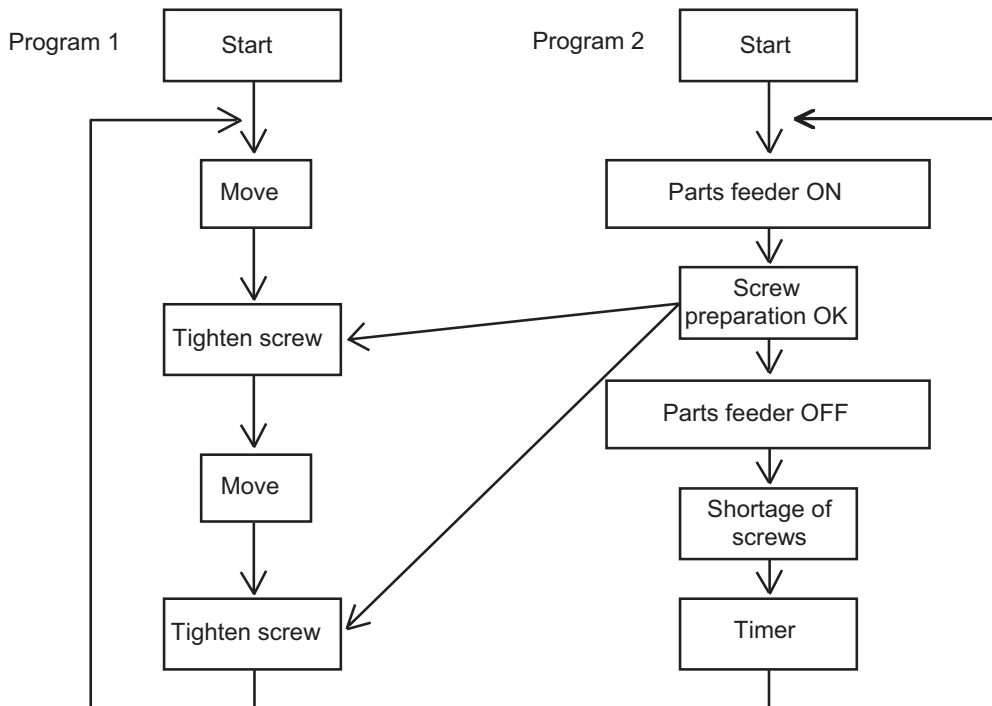 Program 1
Start
Move
Tighten screw
Move
Tighten screw
Program 2
Start
Parts feeder ON
Screw
preparation OK
Parts feeder OFF
Shortage of
screws
Timer